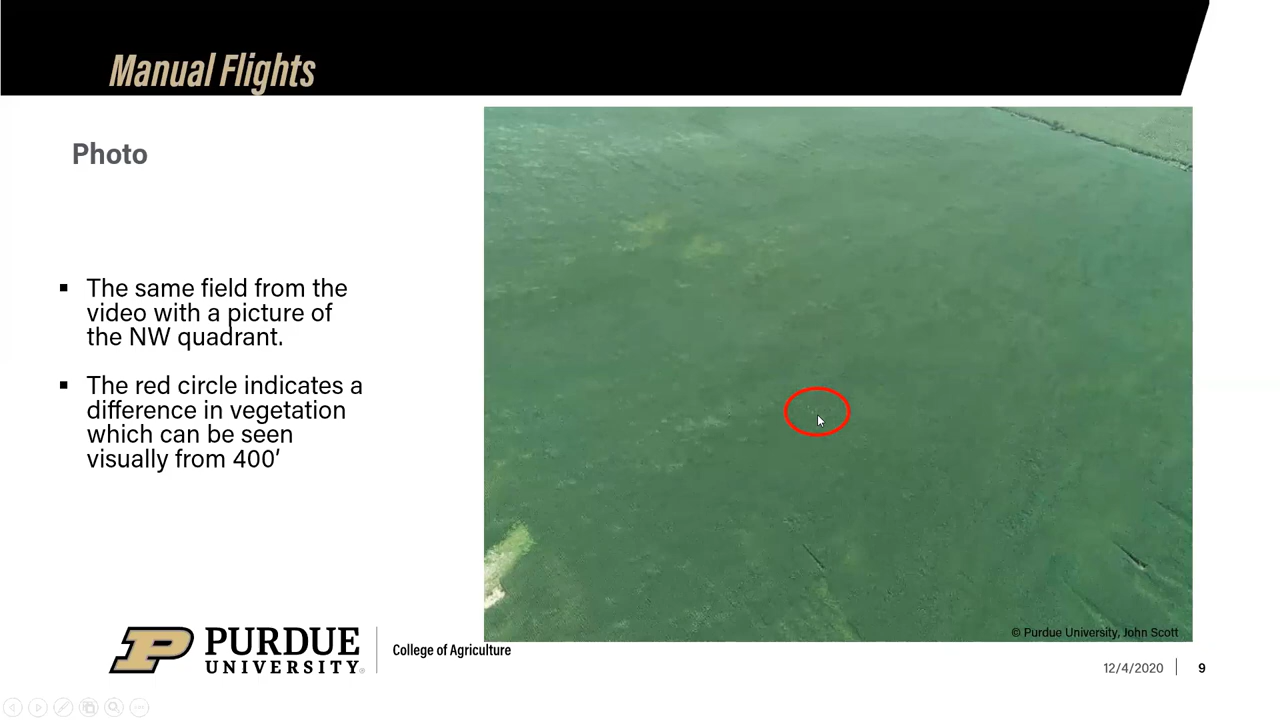 Manual Flights
Photo
▪ The same field from the
video with a picture of
the NW quadrant.
▪ The red circle indicates a
difference in vegetation
which can be seen
visually from 400′
© Purdue University, John Scott
P PURDUE
UNIVERSITY®
College of Agriculture
12/4/2020 | 9